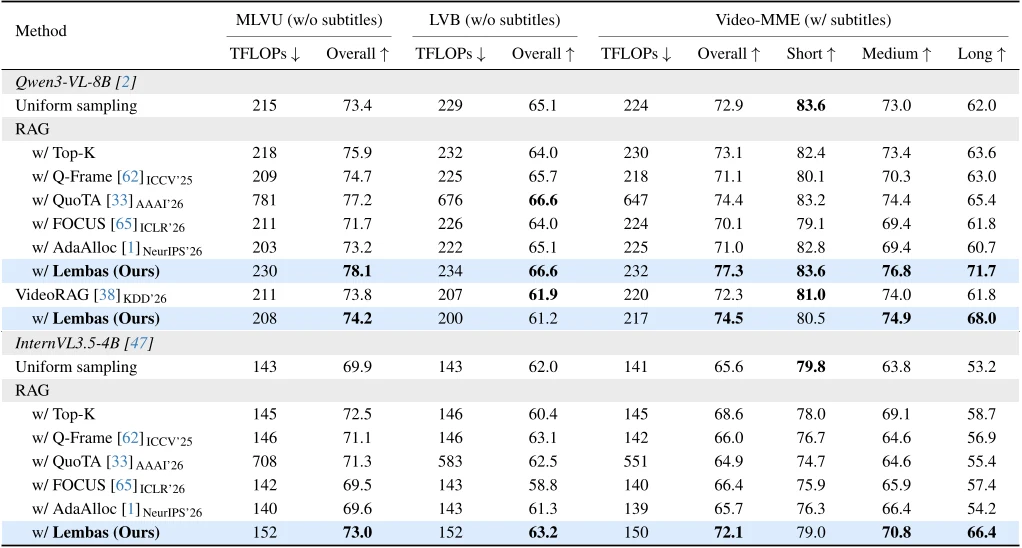 Method MLVU (w/o subtitles) LVB (w/o subtitles) Video-MME (w/ subtitles)
TFLOPs ↓ Overall ↑ TFLOPs ↓ Overall ↑ TFLOPs ↓ Overall ↑ Short ↑ Medium ↑ Long ↑
Qwen3-VL-8B [2]
Uniform sampling 215 73.4 229 65.1 224 72.9 83.6 73.0 62.0
RAG
w/ Top-K 218 75.9 232 64.0 230 73.1 82.4 73.4 63.6
w/ Q-Frame [62] ICCV'25 209 74.7 225 65.7 218 71.1 80.1 70.3 63.0
w/ QuoTA [33] AAAI'26 781 77.2 676 66.6 647 74.4 83.2 74.4 65.4
w/ FOCUS [65] ICLR'26 211 71.7 226 64.0 224 70.1 79.1 69.4 61.8
w/ AdaAlloc [1] NeurIPS'26 203 73.2 222 65.1 225 71.0 82.8 69.4 60.7
w/ Lembas (Ours) 230 78.1 234 66.6 232 77.3 83.6 76.8 71.7
VideoRAG [38] KDD'26 211 73.8 207 61.9 220 72.3 81.0 74.0 61.8
w/ Lembas (Ours) 208 74.2 200 61.2 217 74.5 80.5 74.9 68.0
InternVL3.5-4B [47]
Uniform sampling 143 69.9 143 62.0 141 65.6 79.8 63.8 53.2
RAG
w/ Top-K 145 72.5 146 60.4 145 68.6 78.0 69.1 58.7
w/ Q-Frame [62] ICCV'25 146 71.1 146 63.1 142 66.0 76.7 64.6 56.9
w/ QuoTA [33] AAAI'26 708 71.3 583 62.5 551 64.9 74.7 64.6 55.4
w/ FOCUS [65] ICLR'26 142 69.5 143 58.8 140 66.4 75.9 65.9 57.4
w/ AdaAlloc [1] NeurIPS'26 140 69.6 143 61.3 139 65.7 76.3 66.4 54.2
w/ Lembas (Ours) 152 73.0 152 63.2 150 72.1 79.0 70.8 66.4